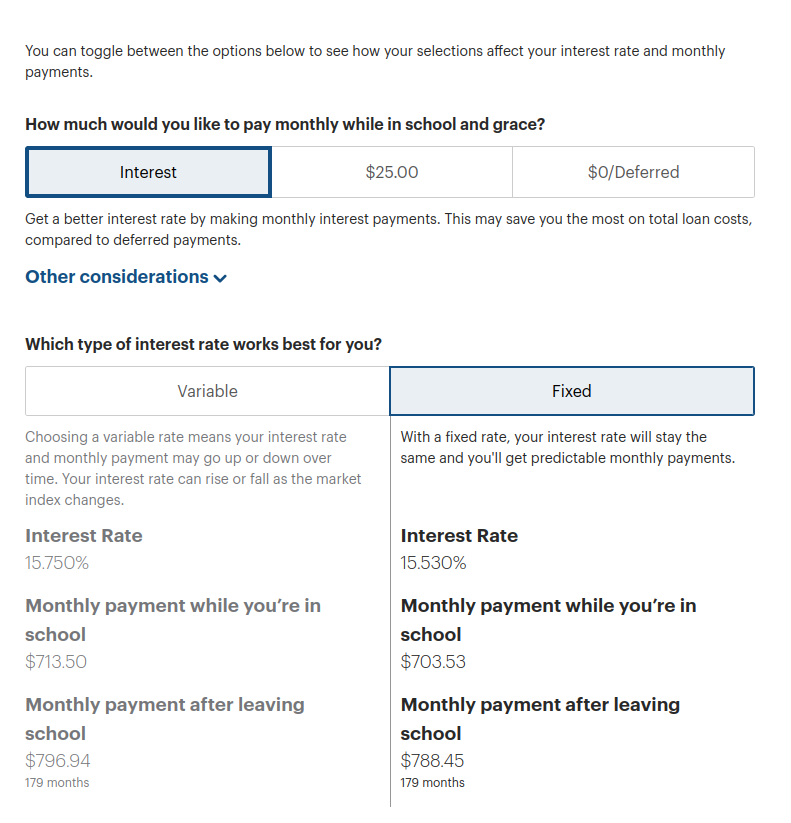 You can toggle between the options below to see how your selections affect your interest rate and monthly
payments.
How much would you like to pay monthly while in school and grace?
Interest
$25.00
$0/Deferred
Get a better interest rate by making monthly interest payments. This may save you the most on total loan costs,
compared to deferred payments.
Other considerations
Which type of interest rate works best for you?
Variable
Fixed
Choosing a variable rate means your interest rate
and monthly payment may go up or down over
time. Your interest rate can rise or fall as the market
index changes.
Interest Rate
15.750%
Monthly payment while you’re in
school
$713.50
Monthly payment after leaving
school
$796.94
179 months
With a fixed rate, your interest rate will stay the
same and you'll get predictable monthly payments.
Interest Rate
15.530%
Monthly payment while you’re in
school
$703.53
Monthly payment after leaving
school
$788.45
179 months